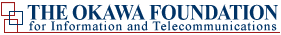 THE OKAWA FOUNDATION
for Information and Telecommunications